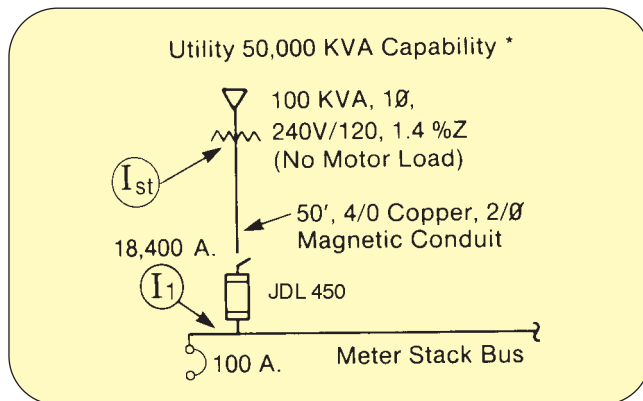 Utility 50,000 KVA Capability *
100 KVA, 1Ø,
240V/120, 1.4 %Z
(No Motor Load)
Ist
50′, 4/0 Copper, 2/Ø
Magnetic Conduit
18,400 A.
I1
JDL 450
100 A.
Meter Stack Bus